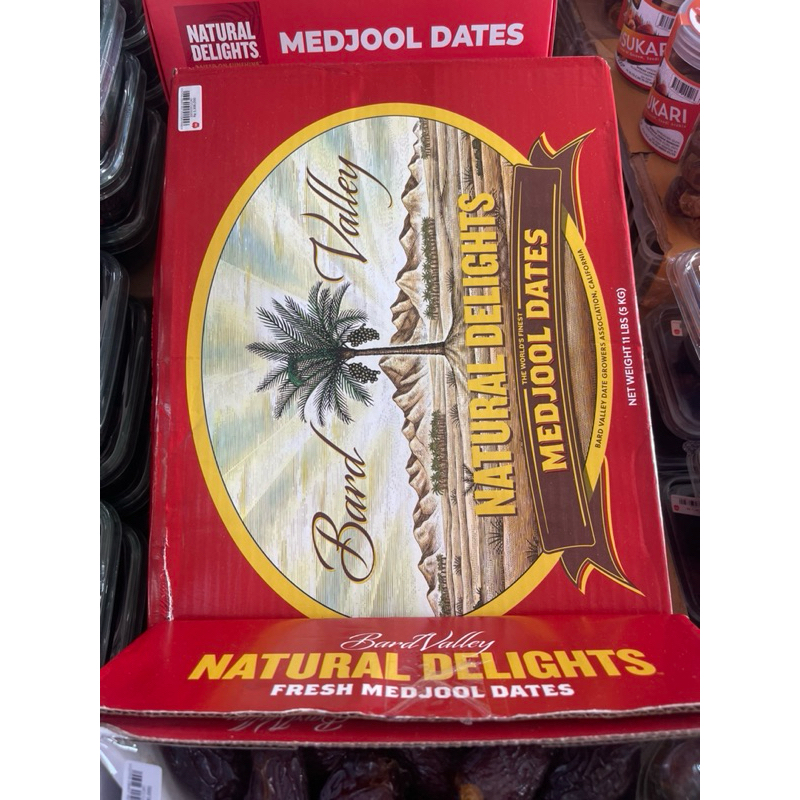 NATURAL
DELIGHTS
MEDJOOL DATES
SUKARI
UKARI
Bard Valley
NATURAL DELIGHTS
THE WORLD'S FINEST
MEDJOOL DATES
BARD VALLEY DATE GROWERS ASSOCIATION, CALIFORNIA
NET WEIGHT 11 LBS (5 KG)
Bard Valley
NATURAL DELIGHTS
FRESH MEDJOOL DATES